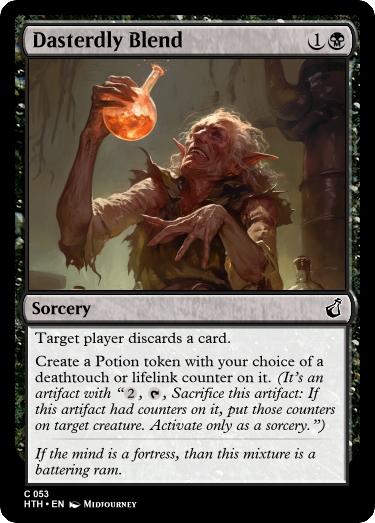 Dasterdly Blend 1
Sorcery
Target player discards a card.
Create a Potion token with your choice of a
deathtouch or lifelink counter on it. (It's an
artifact with “2, , Sacrifice this artifact: If
this artifact had counters on it, put those counters
on target creature. Activate only as a sorcery.”)
If the mind is a fortress, than this mixture is a
battering ram.
C 053
HTH • EN Midjourney